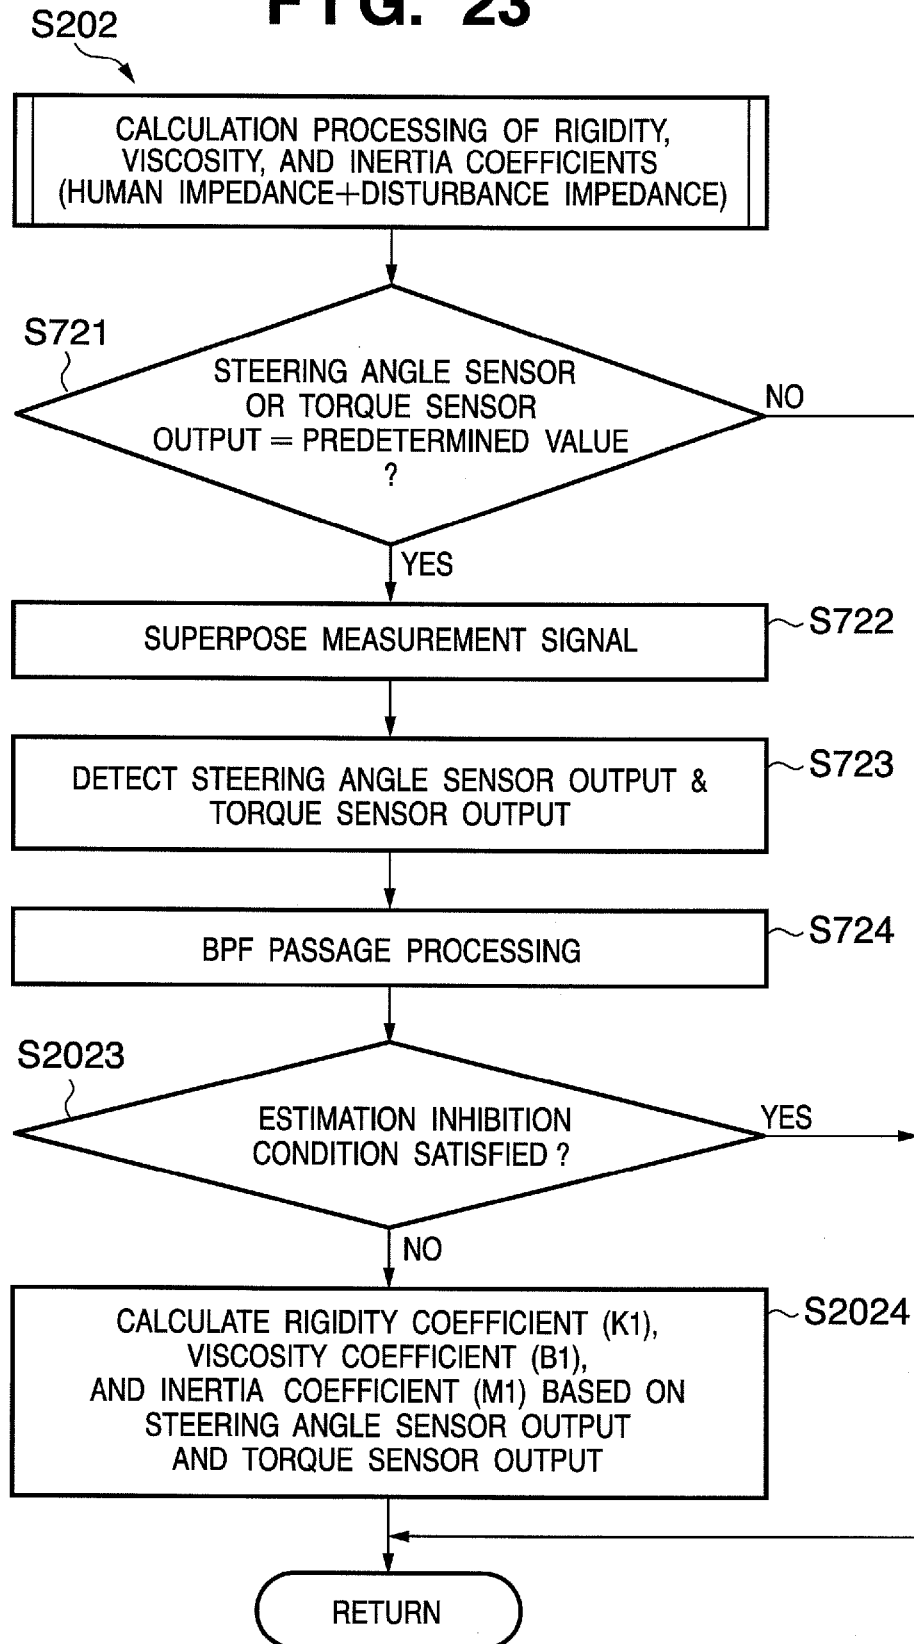 FIG. 23
S202
CALCULATION PROCESSING OF RIGIDITY,
VISCOSITY, AND INERTIA COEFFICIENTS
(HUMAN IMPEDANCE+DISTURBANCE IMPEDANCE)
S721
STEERING ANGLE SENSOR
OR TORQUE SENSOR
OUTPUT = PREDETERMINED VALUE
?
NO
YES
SUPERPOSE MEASUREMENT SIGNAL
S722
DETECT STEERING ANGLE SENSOR OUTPUT &
TORQUE SENSOR OUTPUT
S723
BPF PASSAGE PROCESSING
S724
S2023
ESTIMATION INHIBITION
CONDITION SATISFIED ?
YES
NO
CALCULATE RIGIDITY COEFFICIENT (K1),
VISCOSITY COEFFICIENT (B1),
AND INERTIA COEFFICIENT (M1) BASED ON
STEERING ANGLE SENSOR OUTPUT
AND TORQUE SENSOR OUTPUT
S2024
RETURN